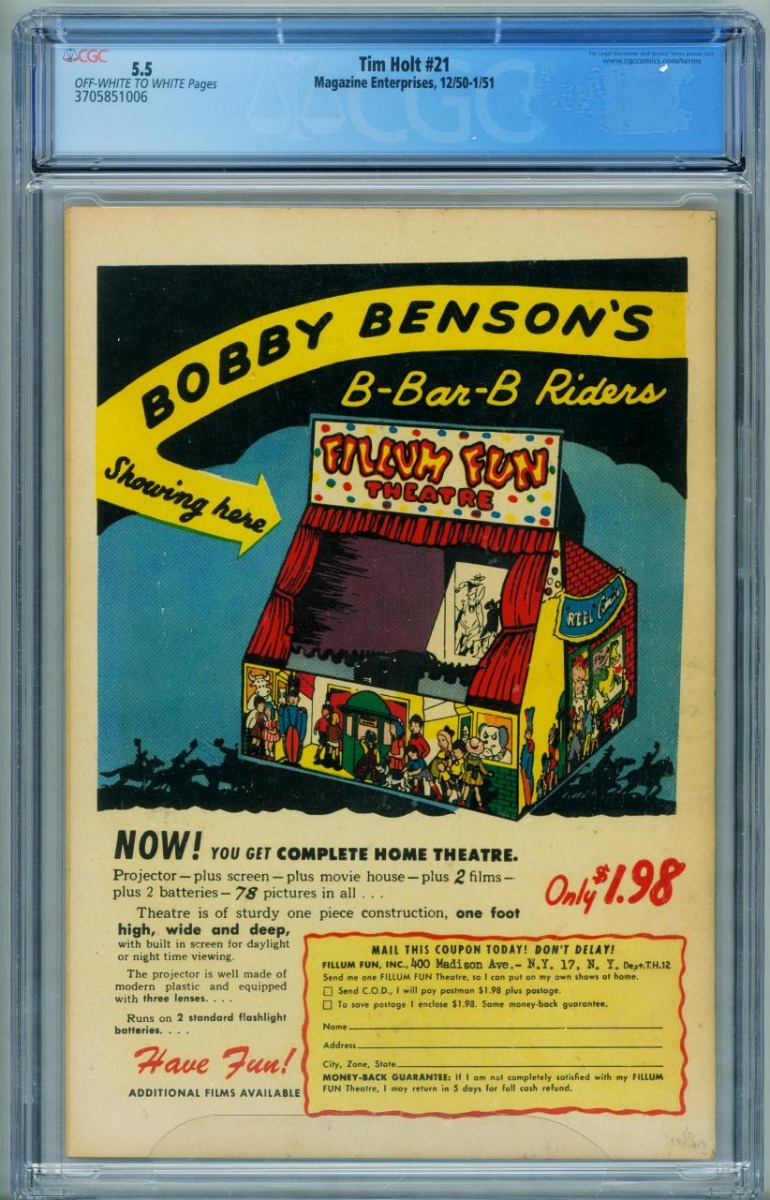 CGC
5.5
OFF-WHITE TO WHITE Pages
3705851006
Tim Holt #21
Magazine Enterprises, 12/50-1/51
For Legal Disclaimer and Service Terms please visit
www.cgccomics.com/terms
CGC
BOBBY BENSON'S
B-Bar-B Riders
Showing here
FILLUM FUN
THEATRE
"REEL" Comics
NOW! YOU GET COMPLETE HOME THEATRE.
Projector—plus screen—plus movie house—plus 2 films—
plus 2 batteries—78 pictures in all . . .
Only $1.98
Theatre is of sturdy one piece construction, one foot
high, wide and deep,
with built in screen for daylight
or night time viewing.
The projector is well made of
modern plastic and equipped
with three lenses. . . .
Runs on 2 standard flashlight
batteries. . . .
Have Fun!
ADDITIONAL FILMS AVAILABLE
MAIL THIS COUPON TODAY! DON'T DELAY!
FILLUM FUN, INC., 400 Madison Ave.- N.Y. 17, N. Y. Dept.T.H.12
Send me one FILLUM FUN Theatre, so I can put on my own shows at home.
Send C.O.D., I will pay postman $1.98 plus postage.
To save postage I enclose $1.98. Same money-back guarantee.
Name
Address
City, Zone, State
MONEY-BACK GUARANTEE: If I am not completely satisfied with my FILLUM
FUN Theatre, I may return in 5 days for full cash refund.